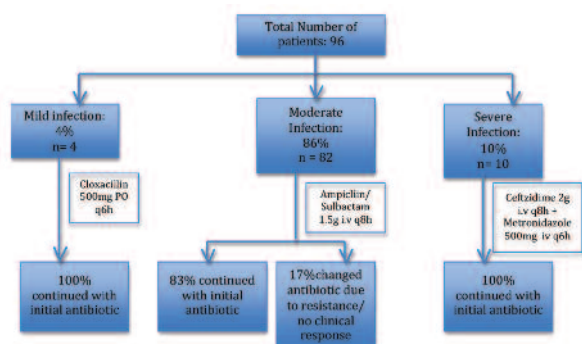 Total Number of
patients: 96
Mild infection:
4%
n= 4
Moderate
Infection:
86%
n = 82
Severe
Infection:
10%
n= 10
Cloxacillin
500mg PO
q6h
Ampicliin/
Sulbactam
1.5g i.v q8h
Ceftzidime 2g
i.v q8h +
Metronidazole
500mg iv q6h
100%
continued with
initial antibiotic
83% continued
with initial
antibiotic
17%changed
antibiotic due
to resistance/
no clinical
response
100%
continued with
initial antibiotic